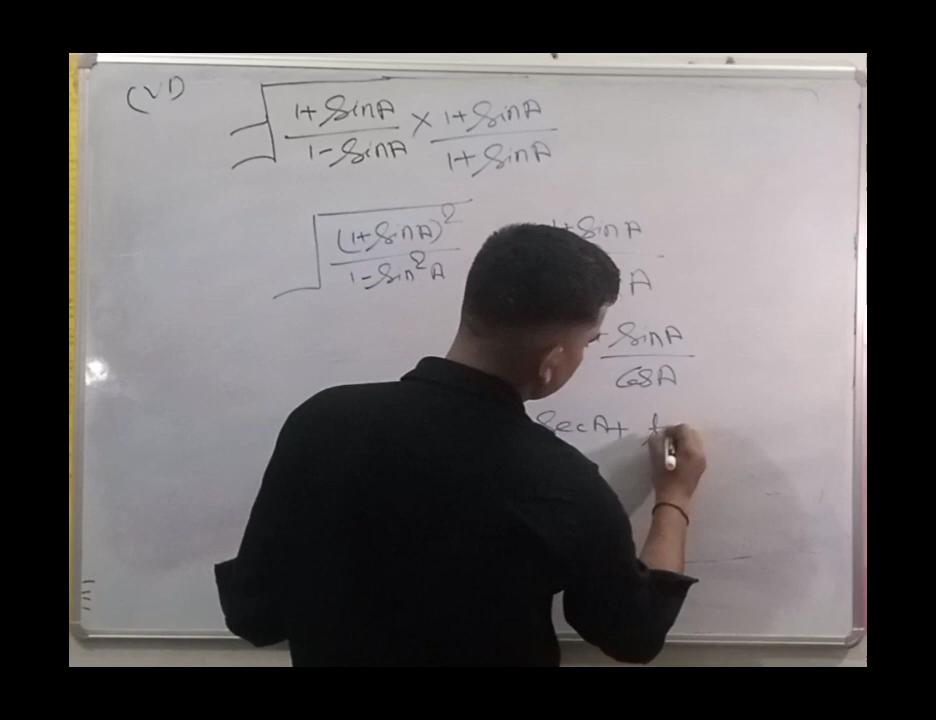 (VI) √ 1+SinA / 1-SinA × 1+SinA / 1+SinA
√ (1+SinA)² / 1-Sin²A
1+SinA
A
SinA / CosA
SecA+ t